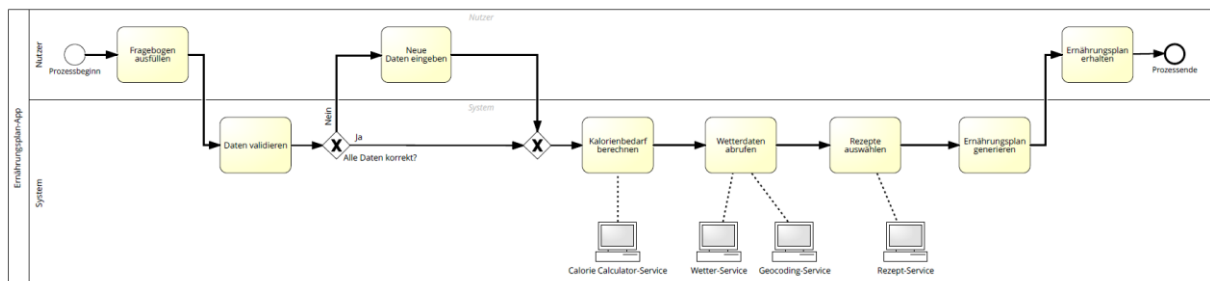 Ernährungsplan-App
Nutzer
Nutzer
Prozessbeginn
Fragebogen
ausfüllen
Neue
Daten eingeben
Ernährungsplan
erhalten
Prozessende
System
System
Daten validieren
Nein
Ja
Alle Daten korrekt?
Kalorienbedarf
berechnen
Wetterdaten
abrufen
Rezepte
auswählen
Ernährungsplan
generieren
Calorie Calculator-Service
Wetter-Service
Geocoding-Service
Rezept-Service